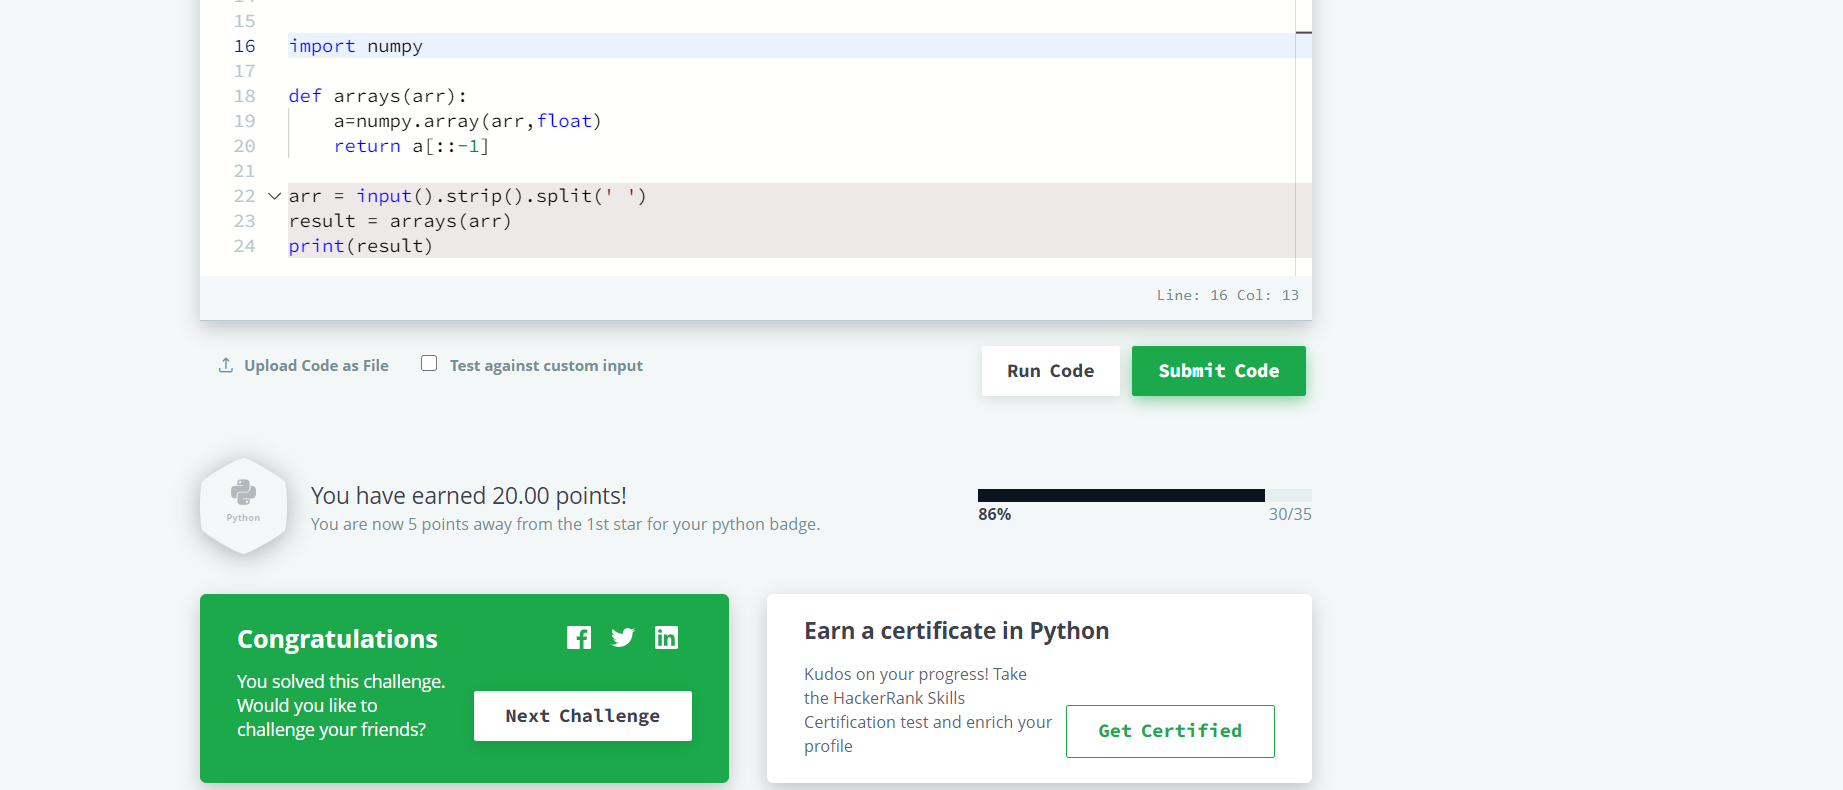 15
16 import numpy
17
18 def arrays(arr):
19     a=numpy.array(arr,float)
20     return a[::-1]
21
22 arr = input().strip().split(' ')
23 result = arrays(arr)
24 print(result)
Line: 16 Col: 13
Upload Code as File Test against custom input Run Code Submit Code
Python
You have earned 20.00 points!
You are now 5 points away from the 1st star for your python badge.
86% 30/35
Congratulations
You solved this challenge.
Would you like to
challenge your friends?
Next Challenge
Earn a certificate in Python
Kudos on your progress! Take
the HackerRank Skills
Certification test and enrich your
profile
Get Certified